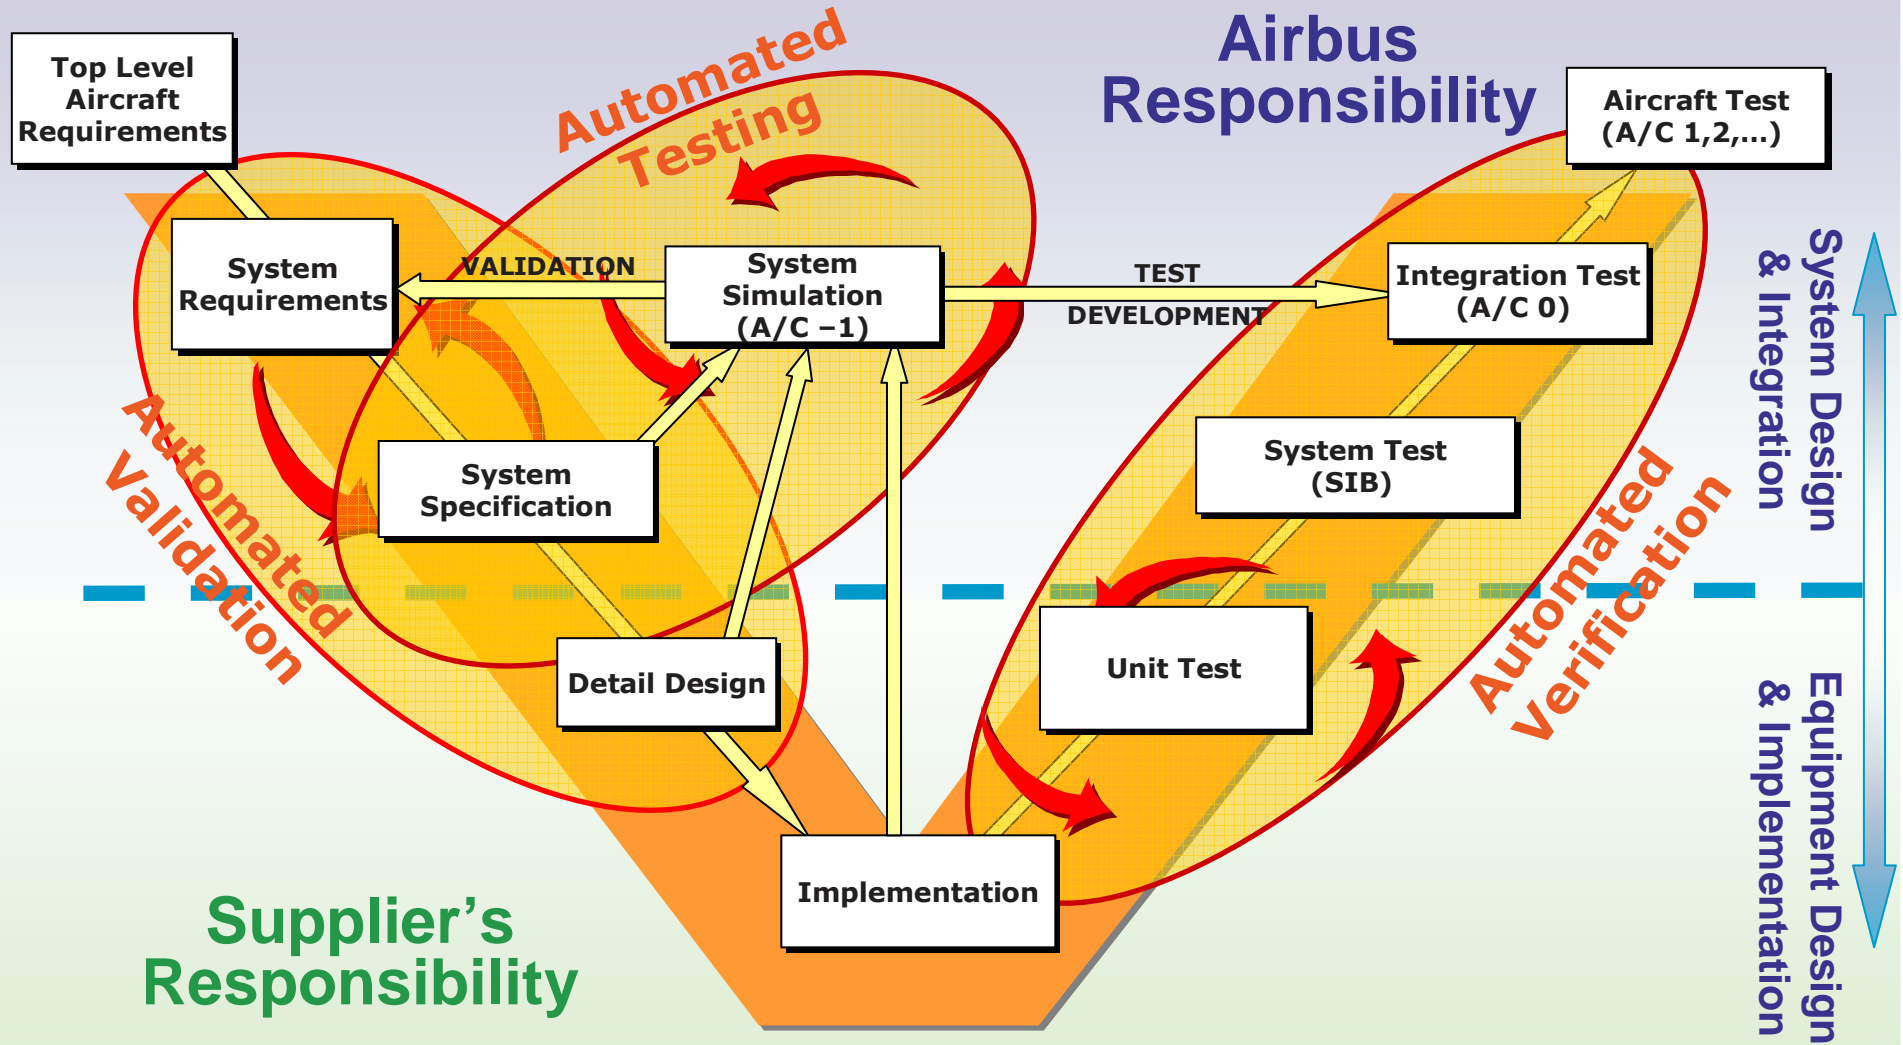 Top Level
Aircraft
Requirements
Automated
Testing
Airbus
Responsibility
Aircraft Test
(A/C 1,2,...)
System
Requirements
VALIDATION
System
Simulation
(A/C –1)
TEST
DEVELOPMENT
Integration Test
(A/C 0)
System Design
& Integration
Automated
Validation
System
Specification
System Test
(SIB)
Automated
Verification
Detail Design
Unit Test
Equipment Design
& Implementation
Implementation
Supplier’s
Responsibility